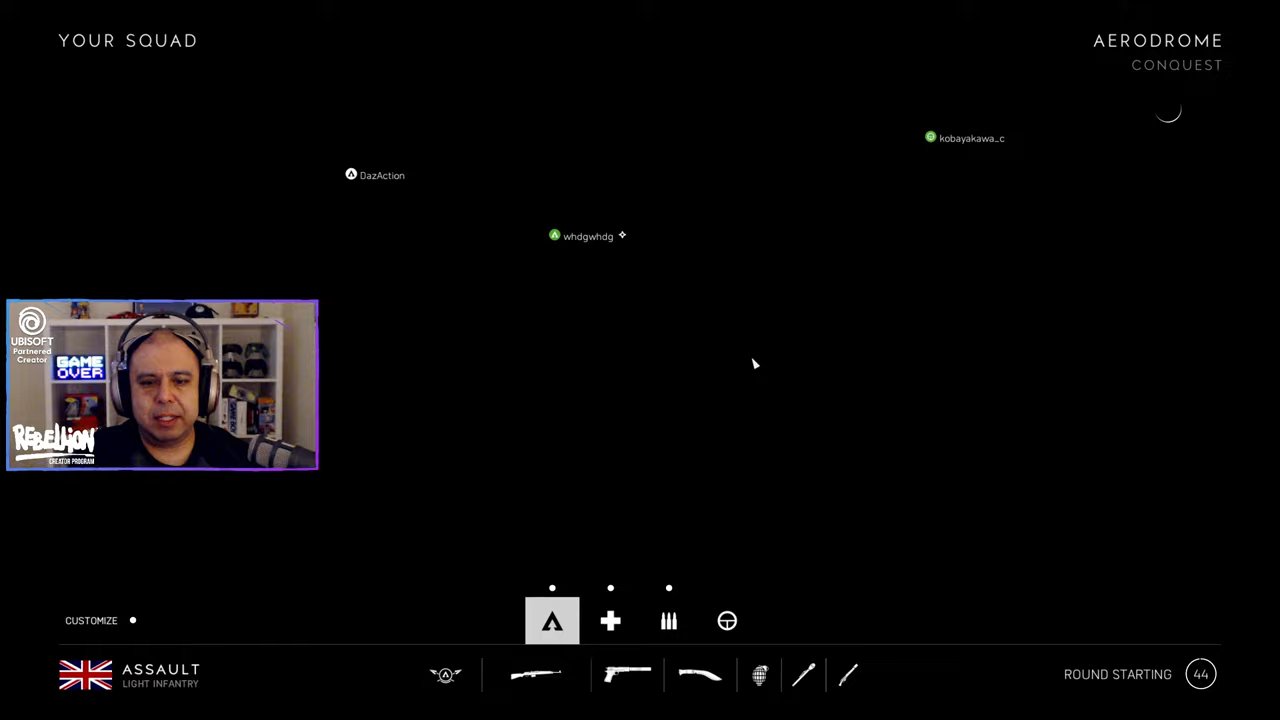 YOUR SQUAD
AERODROME
CONQUEST
kobayakawa_c
DazAction
whdgwhdg
UBISOFT
Partnered
Creator
GAME
OVER
REBELLION
CREATOR PROGRAM
CUSTOMIZE
ASSAULT
LIGHT INFANTRY
ROUND STARTING
44